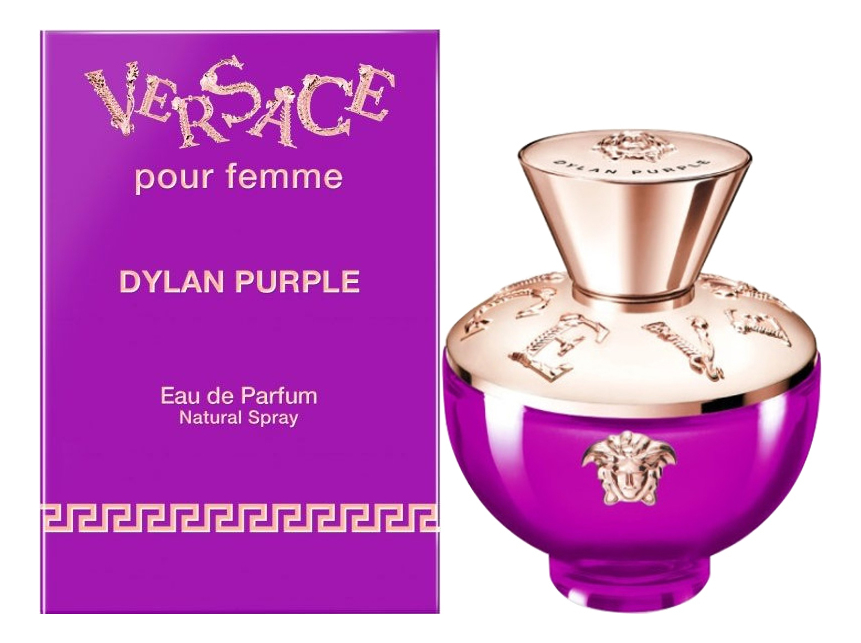 VERSACE
pour femme
DYLAN PURPLE
Eau de Parfum
Natural Spray
DYLAN PURPLE